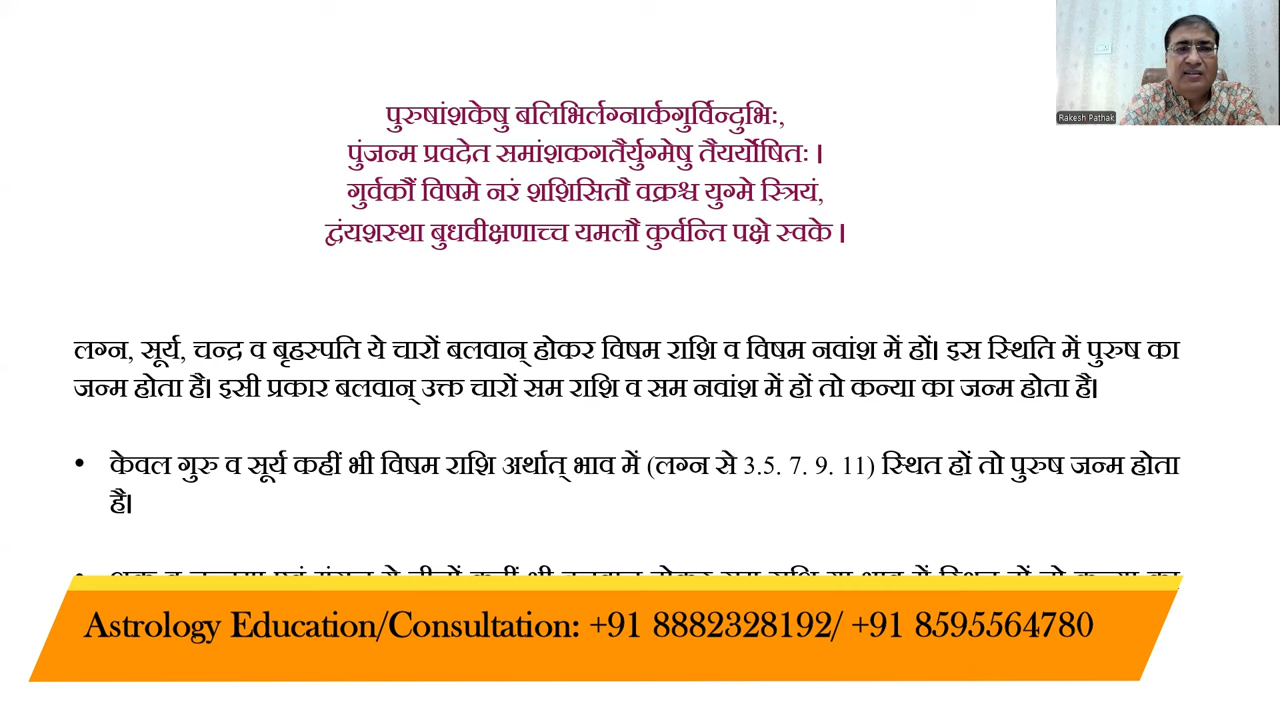 Rakesh Pathak
पुरुषांशकेषु बलिभिर्लग्नार्कगुर्विन्दुभिः,
पुंजन्म प्रवदेत समांशकगतैर्युग्मेषु तैयर्योषितः ।
गुर्वकौं विषमे नरं शशिसितौ वक्रश्च युग्मे स्त्रियं,
द्वंयशस्था बुधवीक्षणाच्च यमलौ कुर्वन्ति पक्षे स्वके ।
लग्न, सूर्य, चन्द्र व बृहस्पति ये चारों बलवान् होकर विषम राशि व विषम नवांश में हों। इस स्थिति में पुरुष का
जन्म होता है। इसी प्रकार बलवान् उक्त चारों सम राशि व सम नवांश में हों तो कन्या का जन्म होता है।
• केवल गुरु व सूर्य कहीं भी विषम राशि अर्थात् भाव में (लग्न से 3.5. 7. 9. 11) स्थित हों तो पुरुष जन्म होता
है।
Astrology Education/Consultation: +91 8882328192/ +91 8595564780